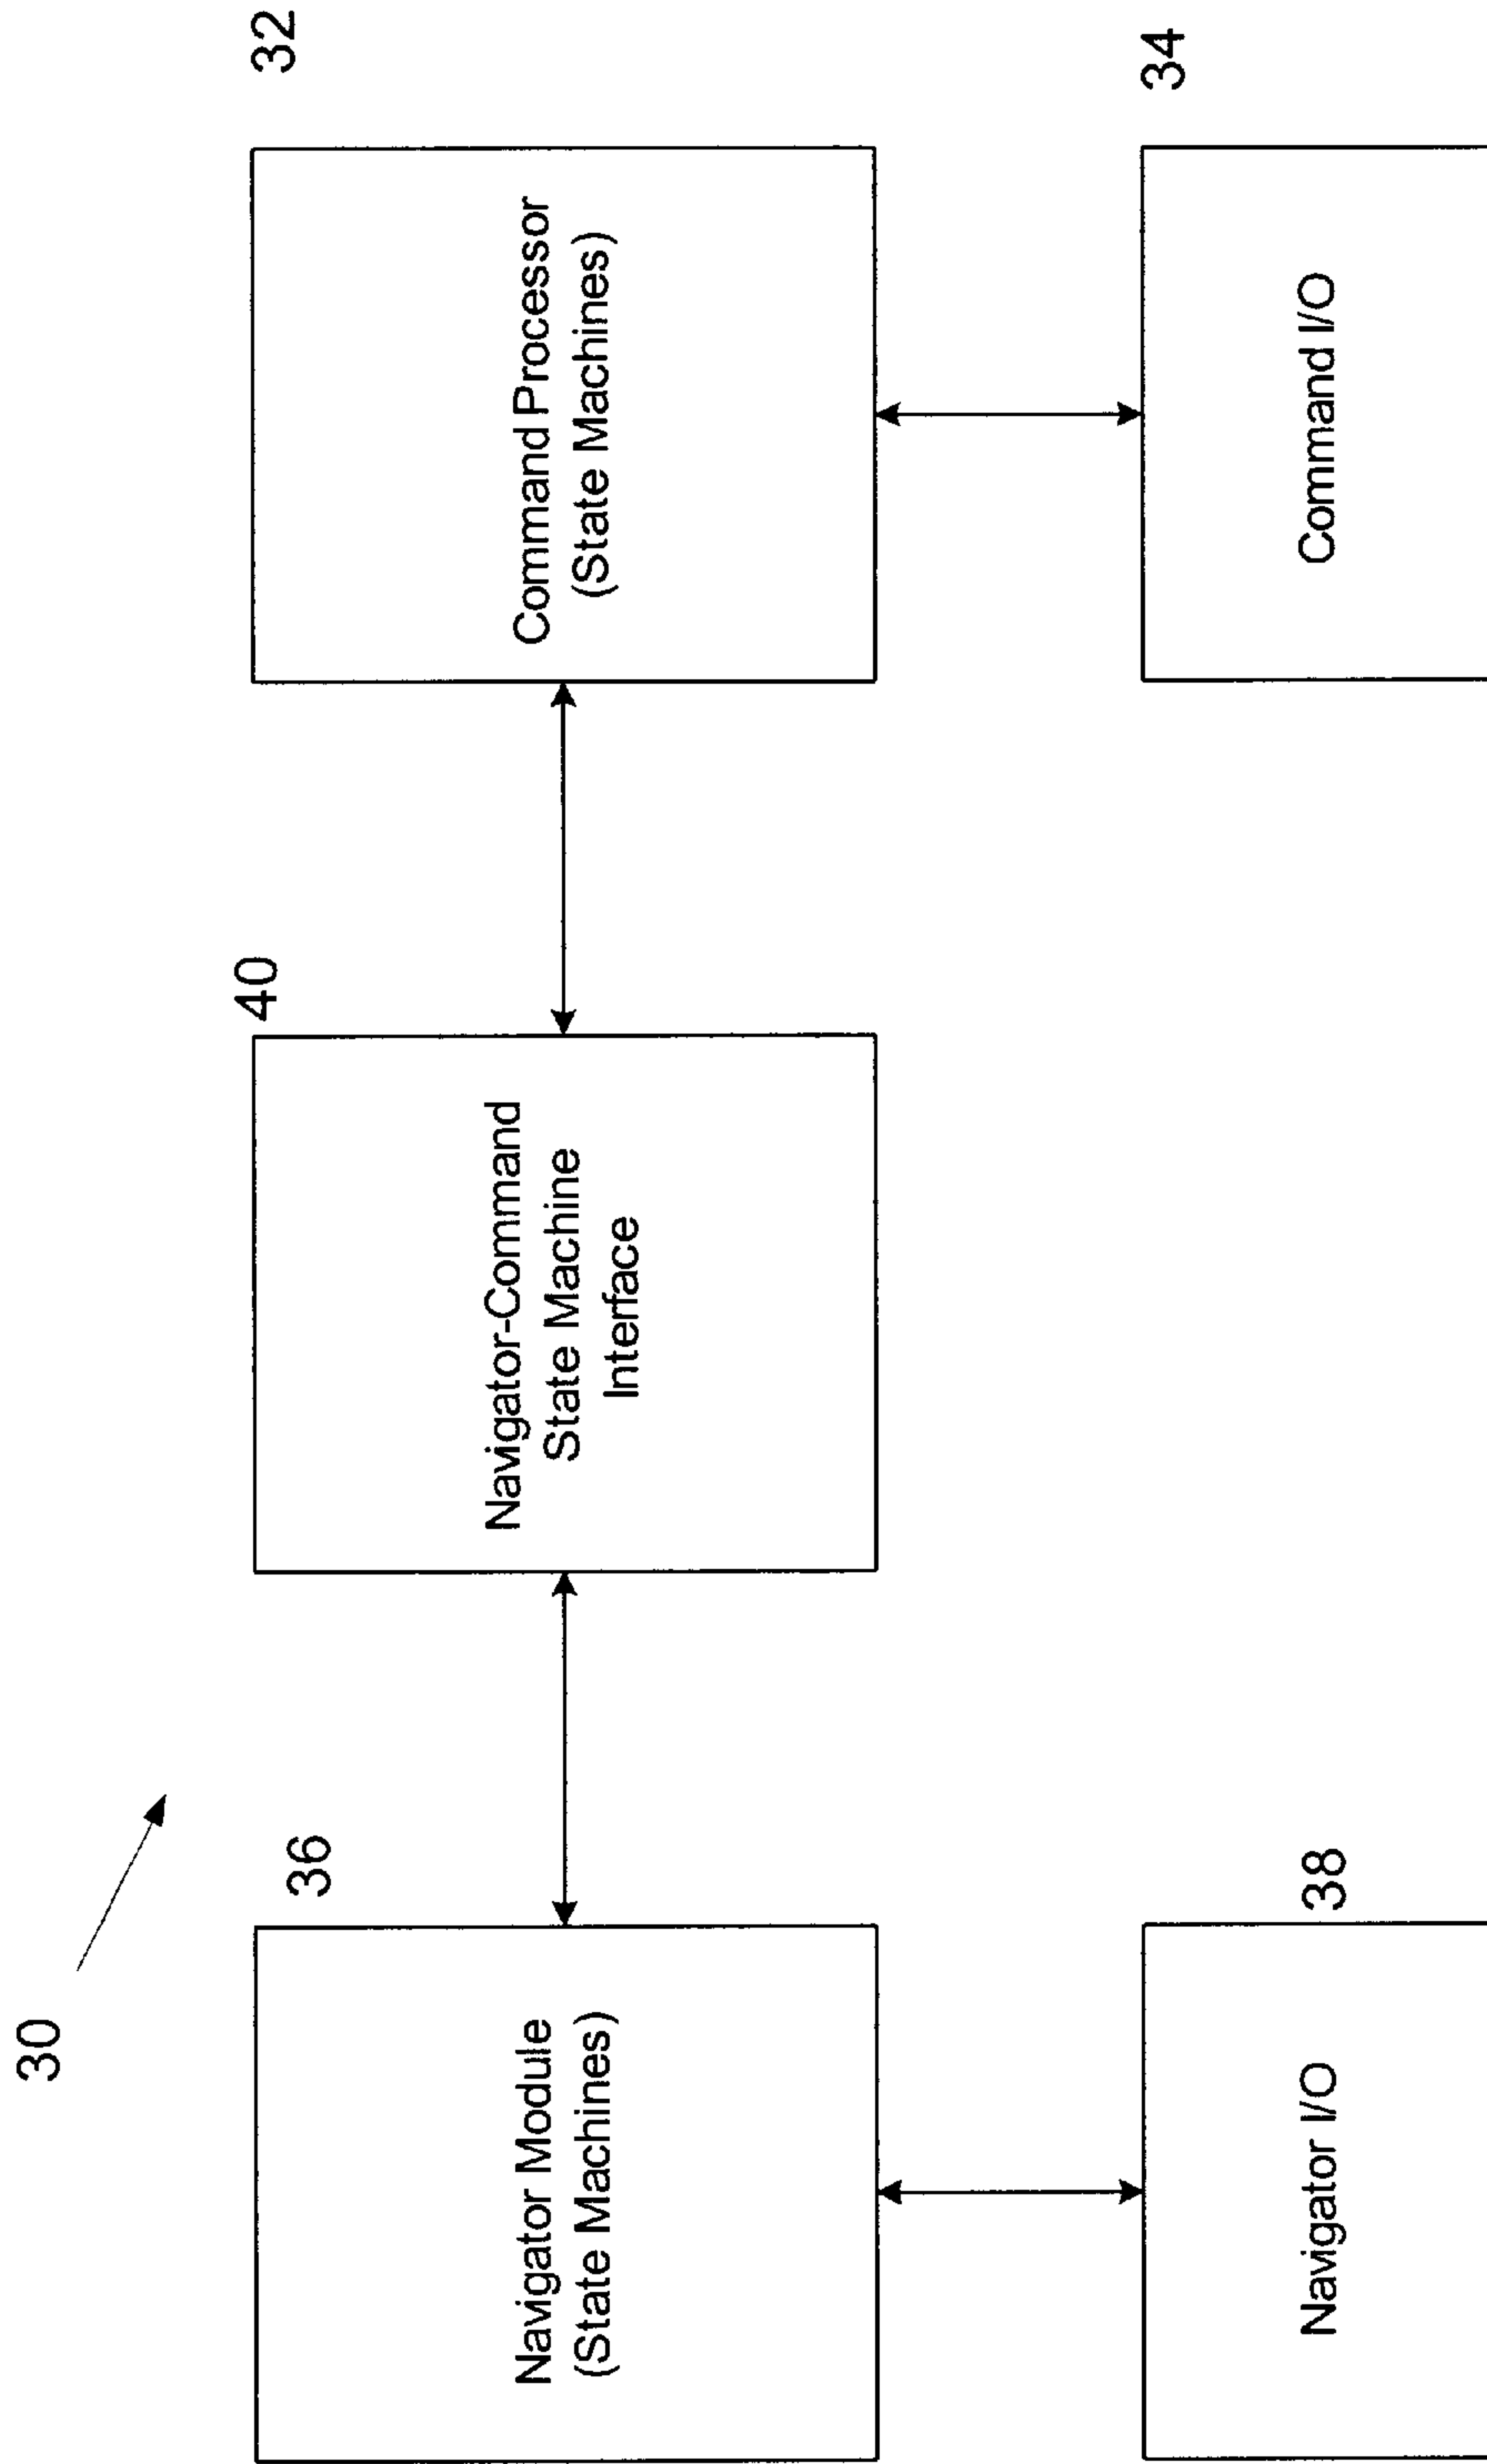 30
36
Navigator Module
(State Machines)
40
Navigator-Command
State Machine
Interface
32
Command Processor
(State Machines)
38
Navigator I/O
34
Command I/O